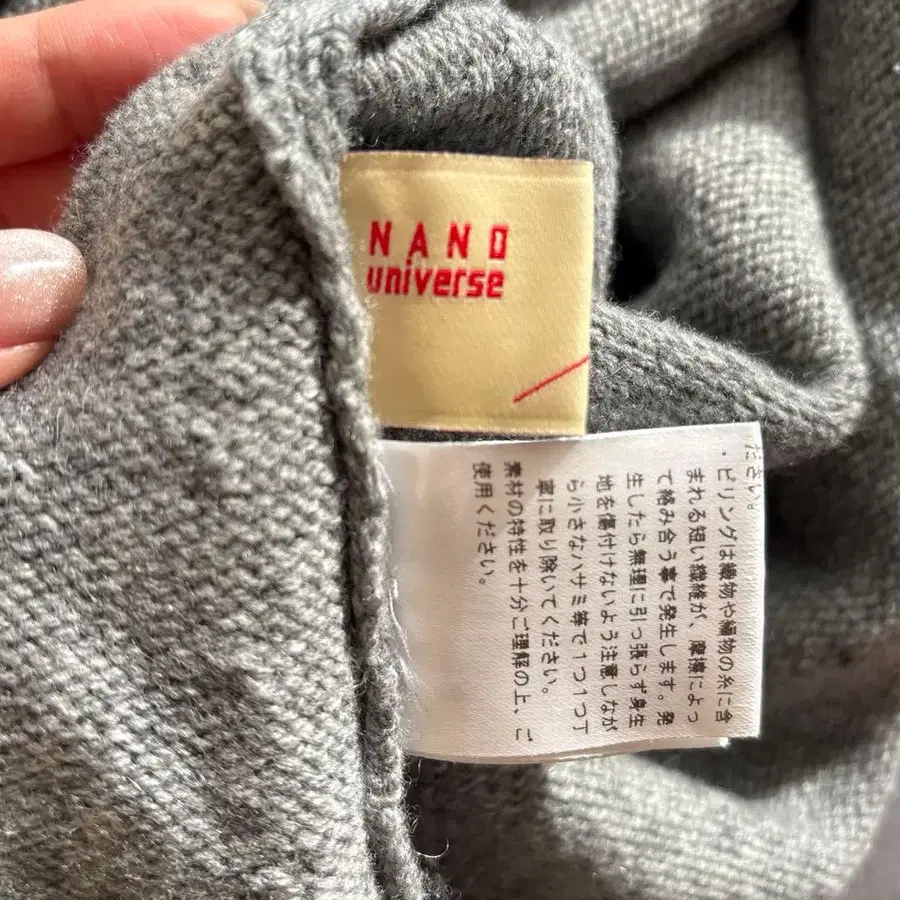 NANO
universe
ださい。
・ピリングは織物や編物の糸に含
まれる短い繊維が、摩擦によっ
て絡み合う事で発生します。発
生したら無理に引っ張らず身生
地を傷付けないよう注意しなが
ら小さなハサミ等で1つ1つ丁
寧に取り除いてください。
素材の特性を十分ご理解の上、ご
使用ください。